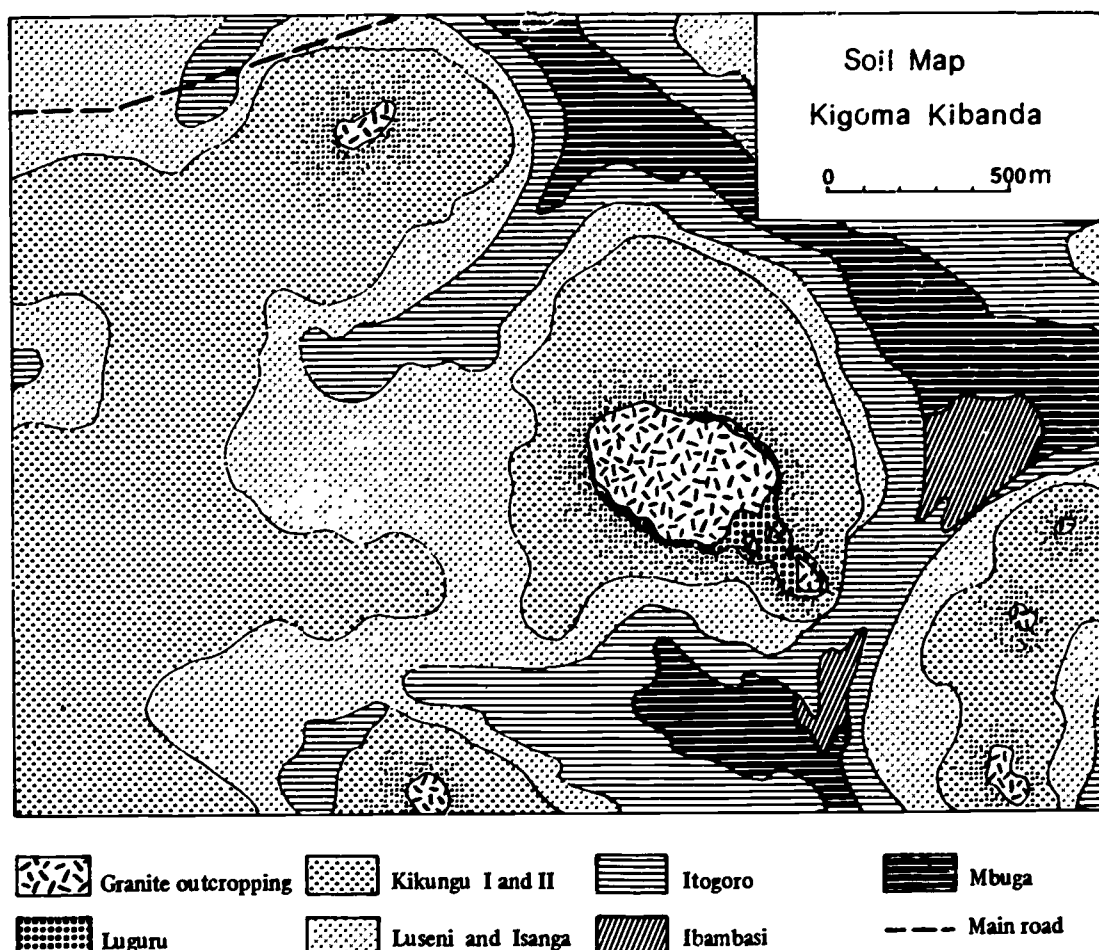 Soil Map
Kigoma Kibanda
0 500m
Granite outcropping
Kikungu I and II
Itogoro
Mbuga
Luguru
Luseni and Isanga
Ibambasi
Main road